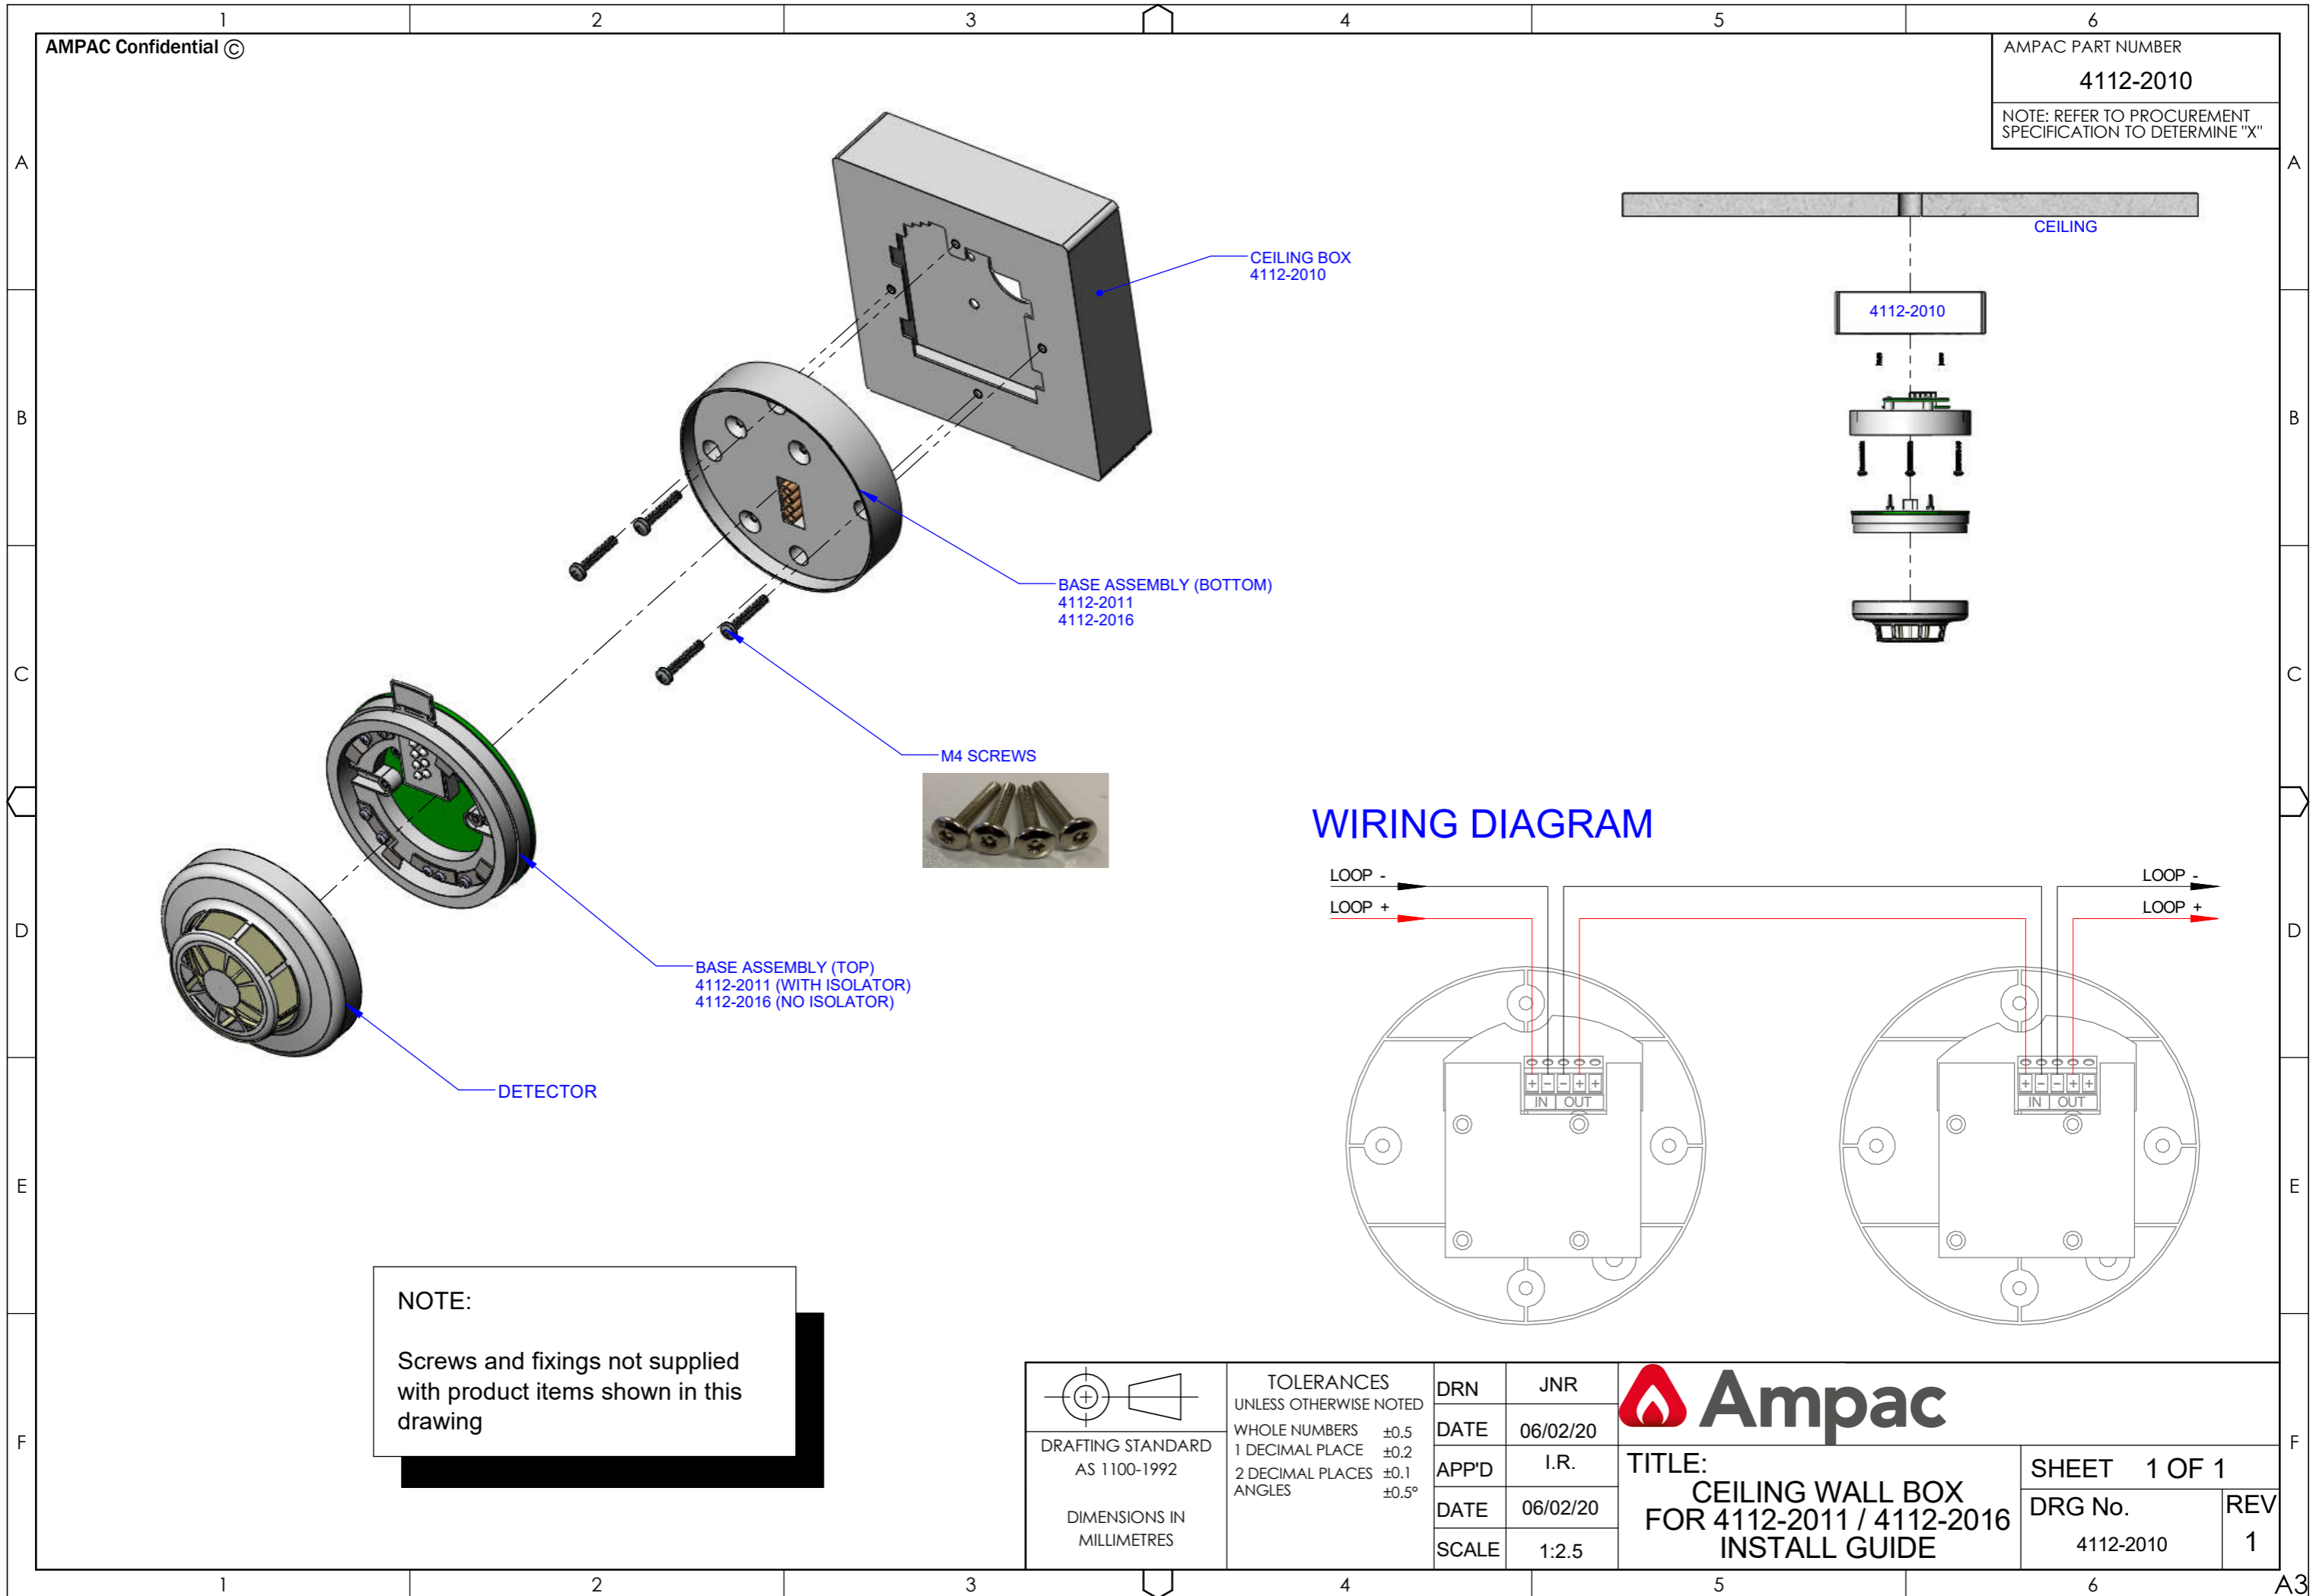 1 2 3 4 5 6
AMPAC Confidential ©
AMPAC PART NUMBER
4112-2010
NOTE: REFER TO PROCUREMENT
SPECIFICATION TO DETERMINE "X"
A A
CEILING
CEILING BOX
4112-2010
4112-2010
B B
BASE ASSEMBLY (BOTTOM)
4112-2011
4112-2016
C C
M4 SCREWS
WIRING DIAGRAM
LOOP - LOOP -
LOOP + LOOP +
D D
BASE ASSEMBLY (TOP)
4112-2011 (WITH ISOLATOR)
4112-2016 (NO ISOLATOR)
+ - - + + + - - + +
IN OUT IN OUT
DETECTOR
E E
NOTE:
Screws and fixings not supplied
with product items shown in this
drawing
F F
DRAFTING STANDARD
AS 1100-1992
DIMENSIONS IN
MILLIMETRES
TOLERANCES
UNLESS OTHERWISE NOTED
WHOLE NUMBERS ±0.5
1 DECIMAL PLACE ±0.2
2 DECIMAL PLACES ±0.1
ANGLES ±0.5°
DRN JNR
DATE 06/02/20
APP'D I.R.
DATE 06/02/20
SCALE 1:2.5
Ampac
TITLE:
CEILING WALL BOX
FOR 4112-2011 / 4112-2016
INSTALL GUIDE
SHEET 1 OF 1
DRG No.
4112-2010
REV
1
1 2 3 4 5 6
A3